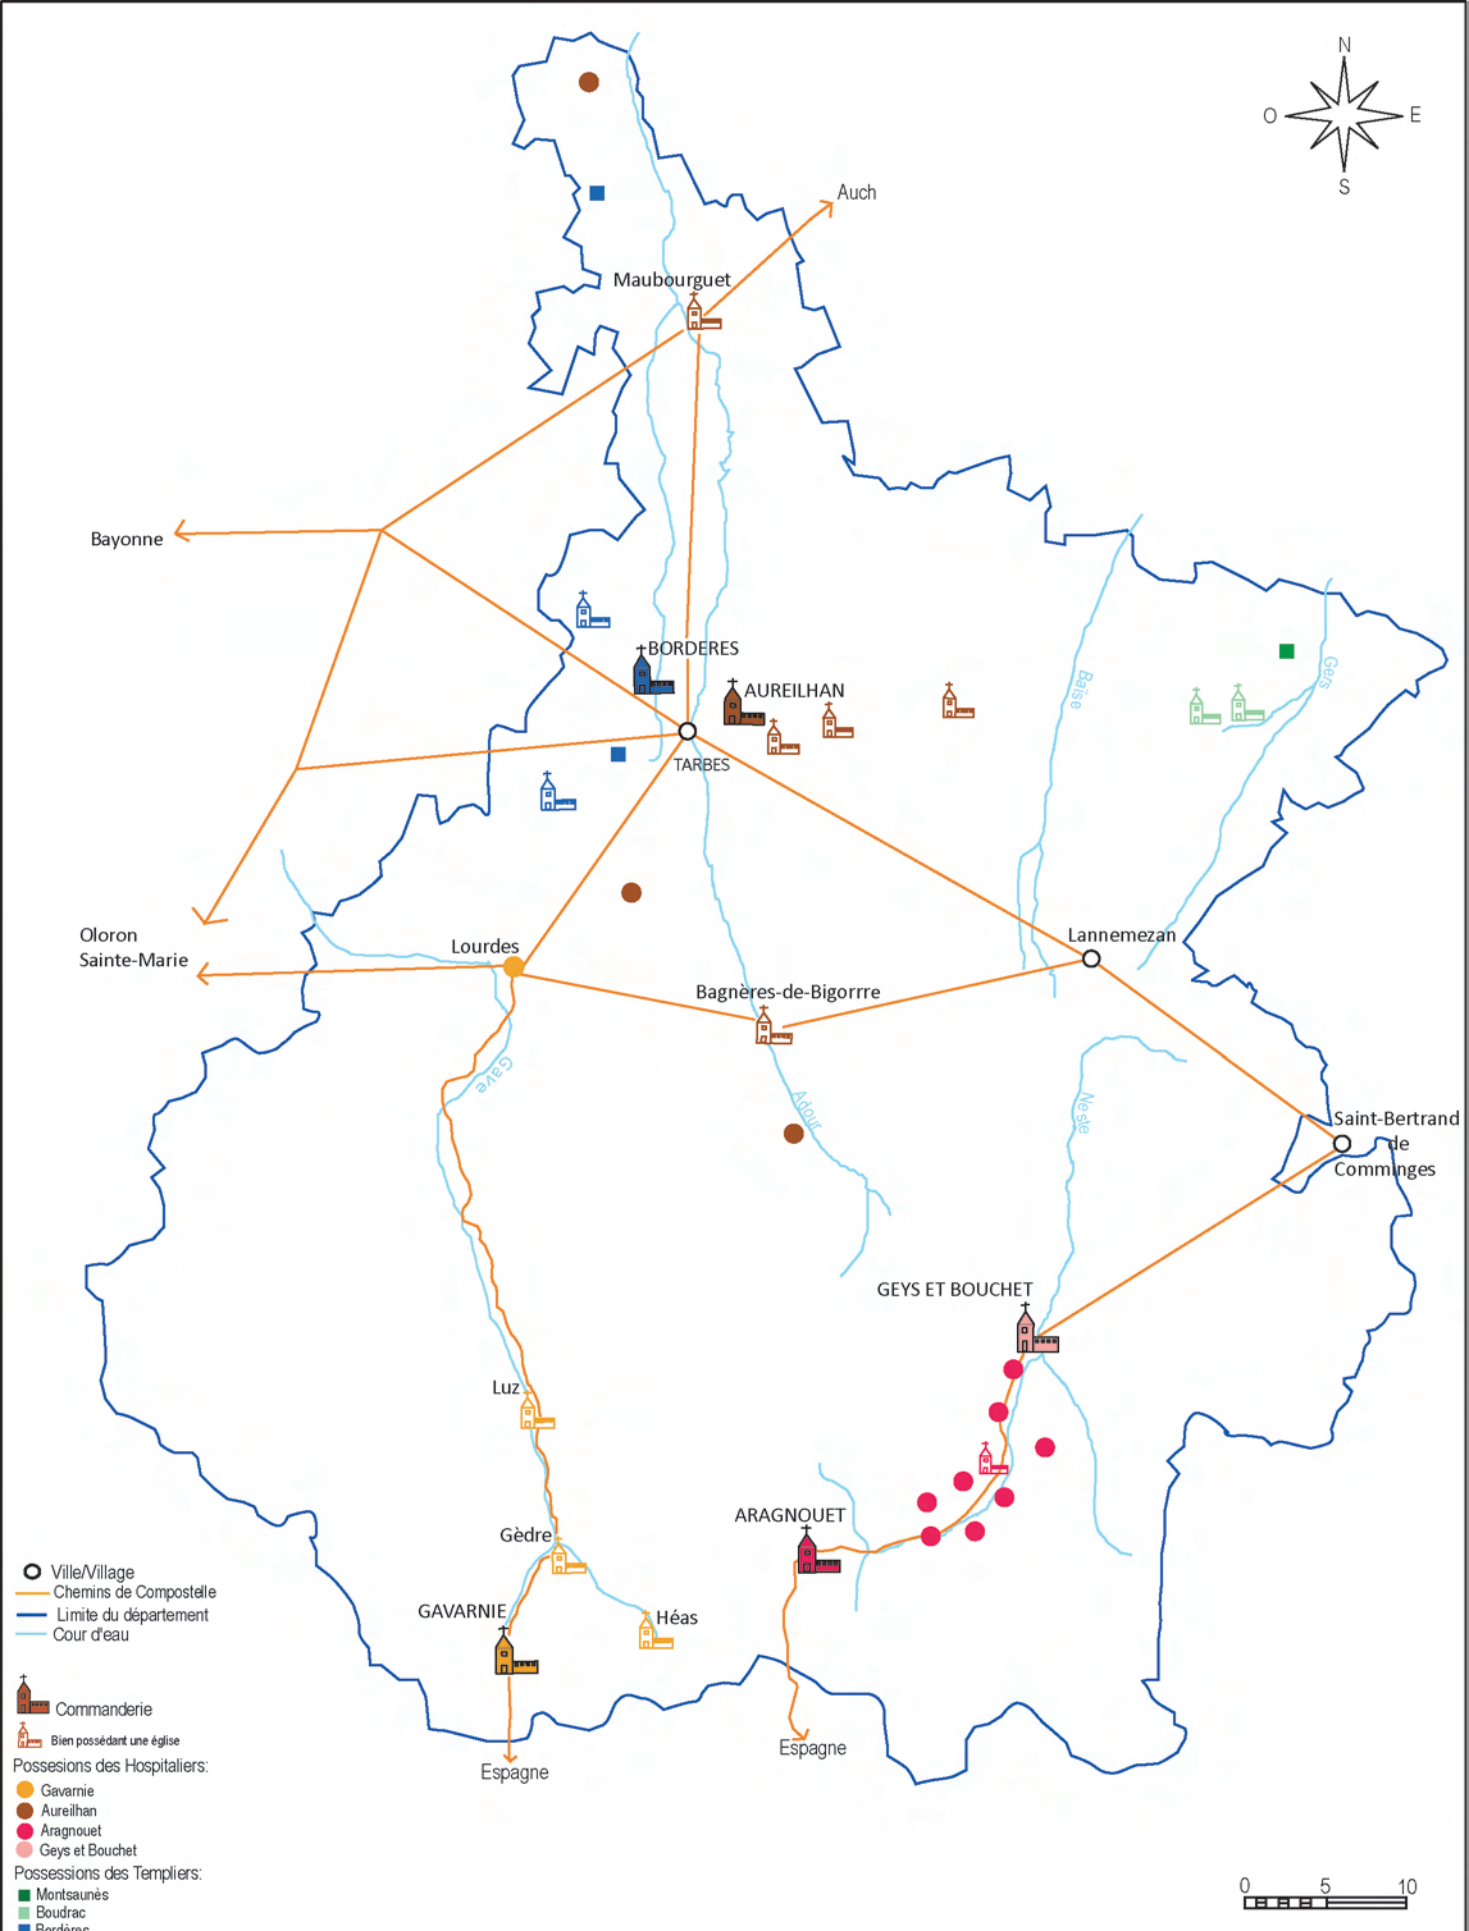 N
O
E
S
Auch
Maubourguet
Bayonne
BORDERES
AUREILHAN
Baïse
Gers
TARBES
Oloron
Sainte-Marie
Lourdes
Lannemezan
Bagnères-de-Bigorrre
Gave
Adour
Neste
Saint-Bertrand
de
Comminges
GEYS ET BOUCHET
Luz
ARAGNOUET
Gèdre
GAVARNIE
Héas
Espagne
Espagne
Ville/Village
Chemins de Compostelle
Limite du département
Cour d'eau
Commanderie
Bien possédant une église
Possesions des Hospitaliers:
Gavarnie
Aureilhan
Aragnouet
Geys et Bouchet
Possessions des Templiers:
Montsaunès
Boudrac
Bordères
0 5 10